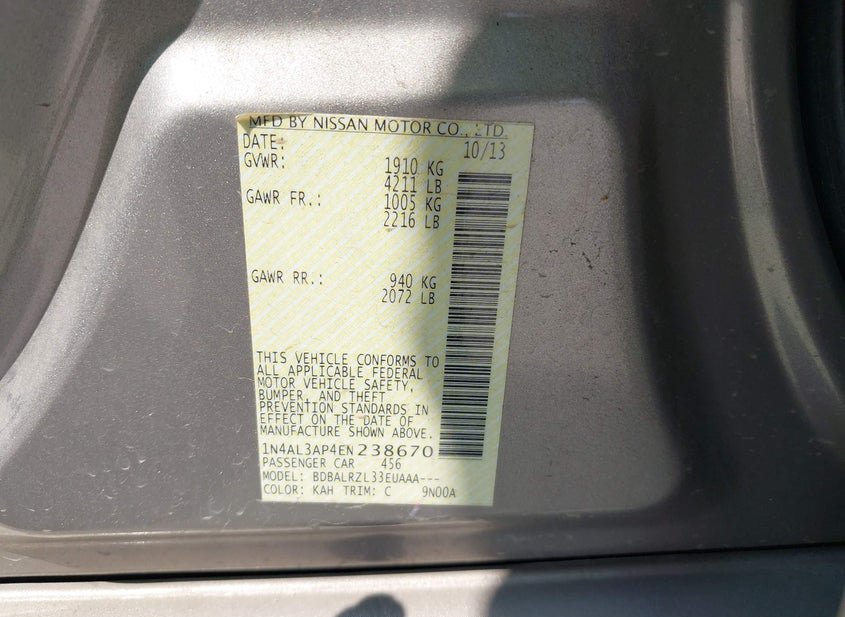 MFD BY NISSAN MOTOR CO., LTD.
DATE: 10/13
GVWR: 1910 KG
4211 LB
GAWR FR.: 1005 KG
2216 LB
GAWR RR.: 940 KG
2072 LB
THIS VEHICLE CONFORMS TO
ALL APPLICABLE FEDERAL
MOTOR VEHICLE SAFETY,
BUMPER, AND THEFT
PREVENTION STANDARDS IN
EFFECT ON THE DATE OF
MANUFACTURE SHOWN ABOVE.
1N4AL3AP4EN238670
PASSENGER CAR 456
MODEL: BDBALRZL33EUAAA---
COLOR: KAH TRIM: C 9N00A